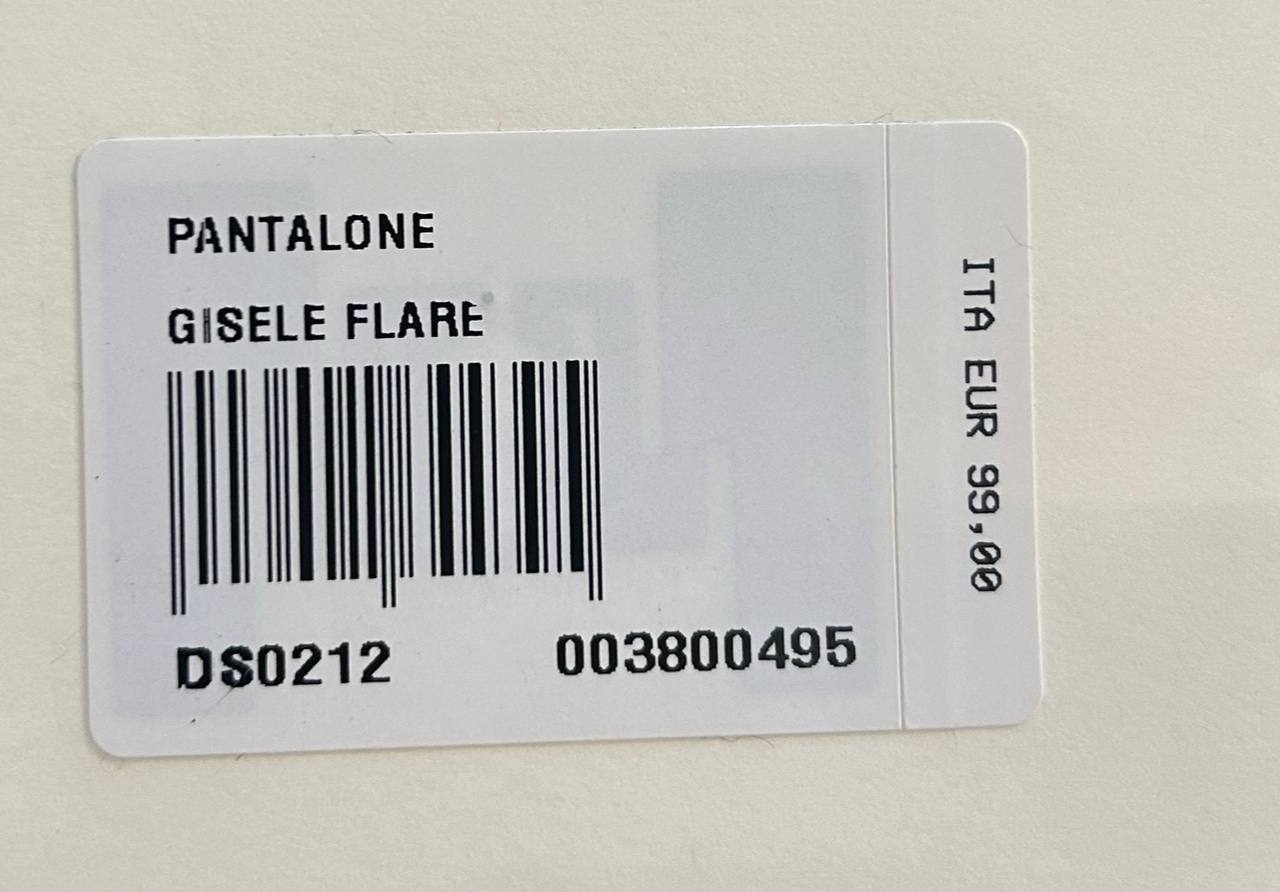 PANTALONE
GISELE FLARE
DS0212 003800495
ITA EUR 99,00